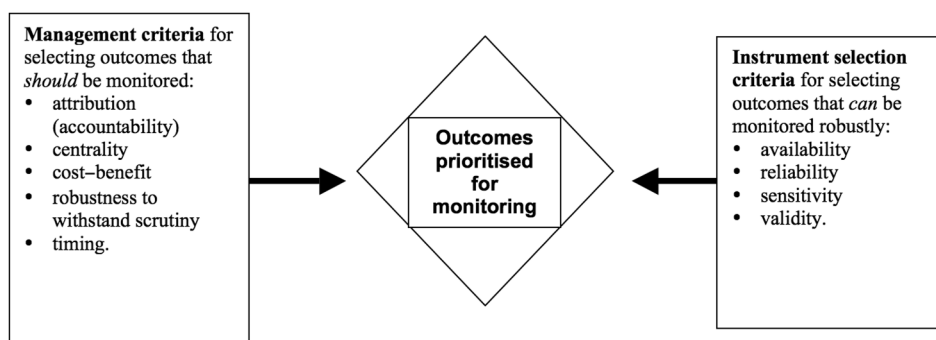 Management criteria for
selecting outcomes that
should be monitored:
• attribution
(accountability)
• centrality
• cost–benefit
• robustness to
withstand scrutiny
• timing.
Outcomes
prioritised
for
monitoring
Instrument selection
criteria for selecting
outcomes that can be
monitored robustly:
• availability
• reliability
• sensitivity
• validity.